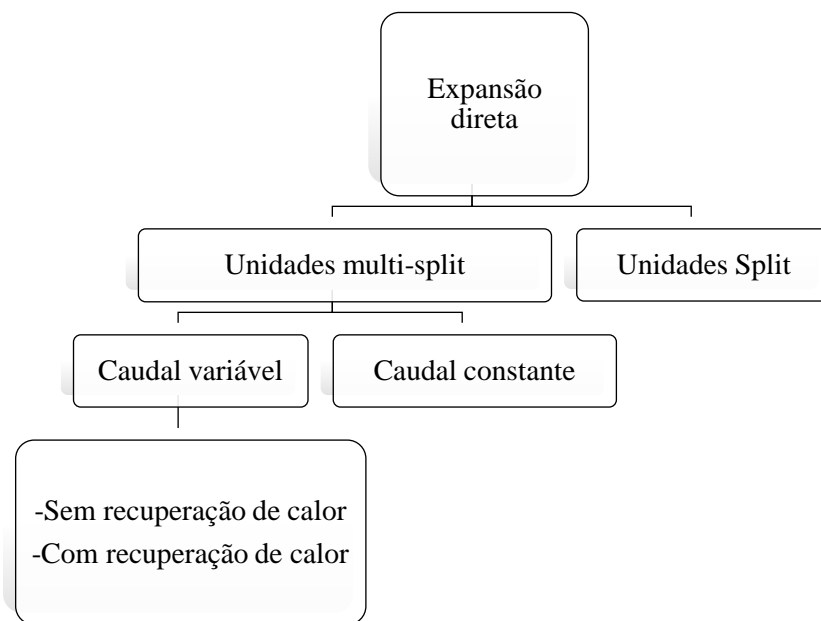 Expansão
direta
Unidades multi-split
Unidades Split
Caudal variável
Caudal constante
-Sem recuperação de calor
-Com recuperação de calor